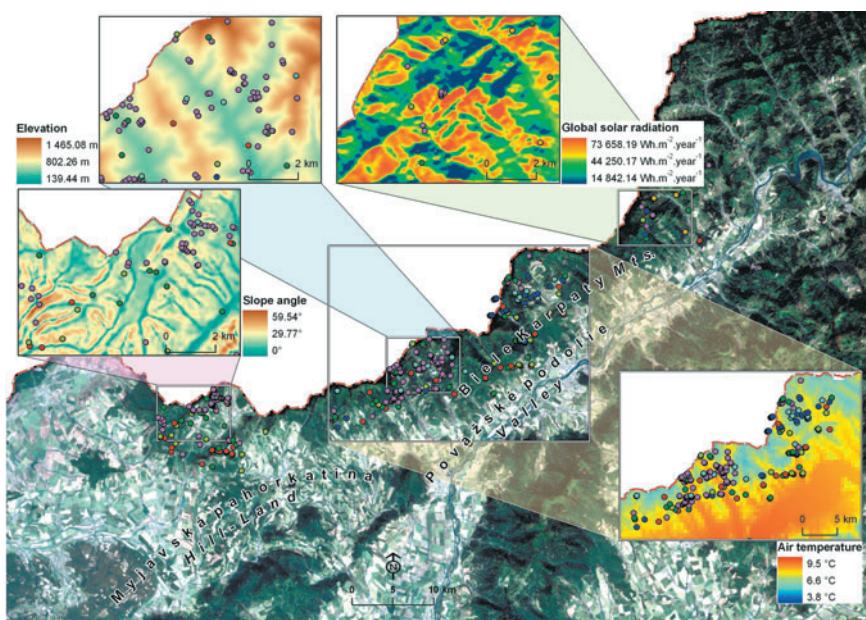 0 2 km
Elevation
1 465.08 m
802.26 m
139.44 m
0 2 km
Global solar radiation
73 658.19 Wh.m⁻².year⁻¹
44 250.17 Wh.m⁻².year⁻¹
14 842.14 Wh.m⁻².year⁻¹
0 2 km
Slope angle
59.54°
29.77°
0°
Biele Karpaty Mts.
Považské podolie
Valley
Myjavská pahorkatina
Hill-Land
0 5 km
Air temperature
9.5 °C
6.6 °C
3.8 °C
N
0 5 10 km